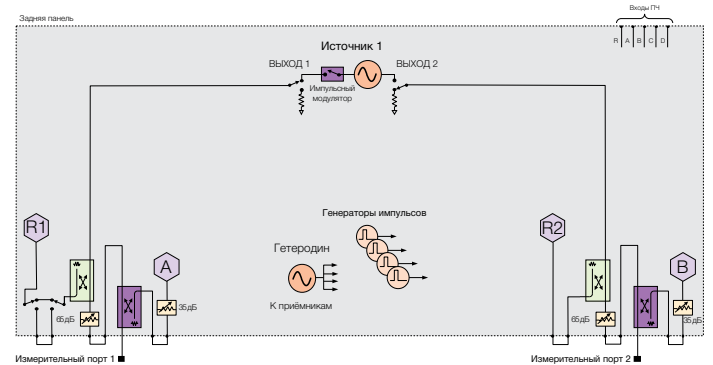 Входы ПЧ
Задняя панель
R A B C D
Источник 1
ВЫХОД 1
ВЫХОД 2
Импульсный
модулятор
Генераторы импульсов
R1
R2
Гетеродин
A
B
К приёмникам
35дБ
35дБ
65дБ
65дБ
Измерительный порт 1
Измерительный порт 2